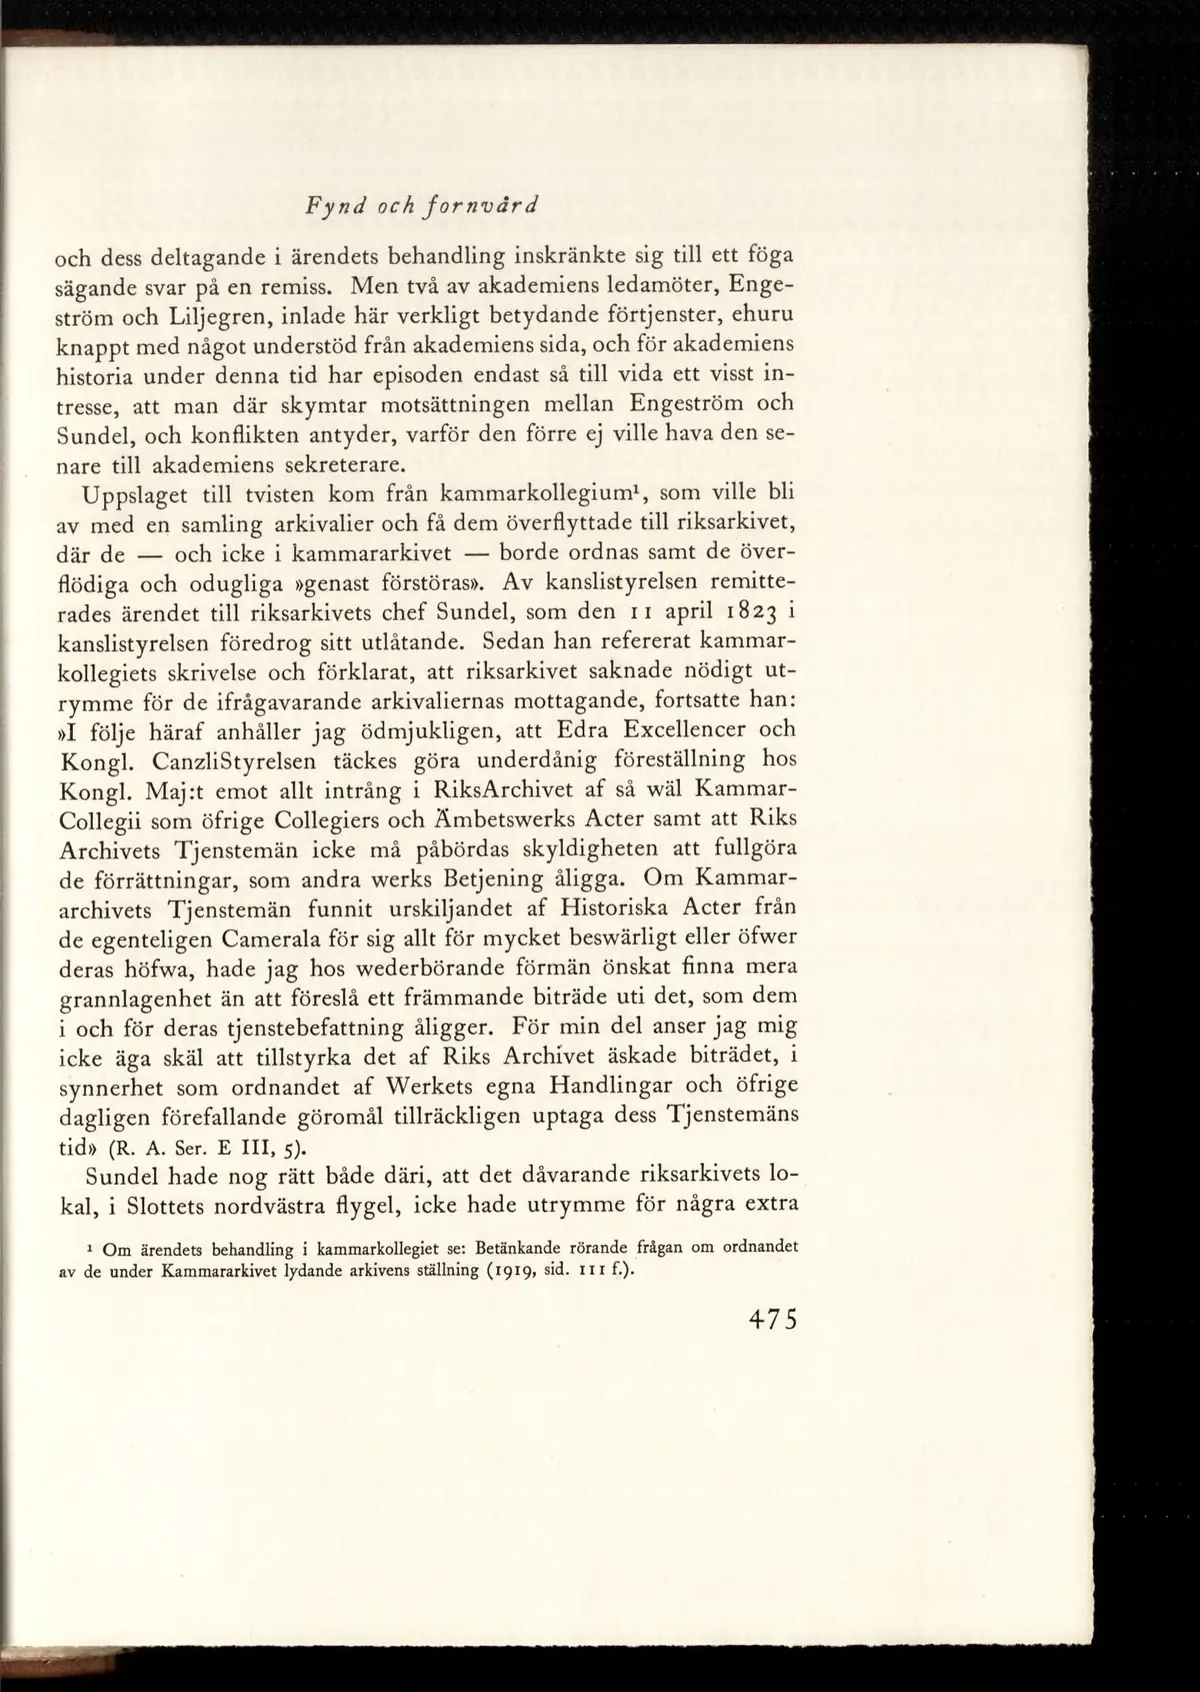 Fynd och fornvård
och dess deltagande i ärendets behandling inskränkte sig till ett föga
sägande svar på en remiss. Men två av akademiens ledamöter, Enge-
ström och Liljegren, inlade här verkligt betydande förtjenster, ehuru
knappt med något understöd från akademiens sida, och för akademiens
historia under denna tid har episoden endast så till vida ett visst in-
tresse, att man där skymtar motsättningen mellan Engeström och
Sundel, och konflikten antyder, varför den förre ej ville hava den se-
nare till akademiens sekreterare.
Uppslaget till tvisten kom från kammarkollegium¹, som ville bli
av med en samling arkivalier och få dem överflyttade till riksarkivet,
där de — och icke i kammararkivet — borde ordnas samt de över-
flödiga och odugliga »genast förstöras». Av kanslistyrelsen remitte-
rades ärendet till riksarkivets chef Sundel, som den 11 april 1823 i
kanslistyrelsen föredrog sitt utlåtande. Sedan han refererat kammar-
kollegiets skrivelse och förklarat, att riksarkivet saknade nödigt ut-
rymme för de ifrågavarande arkivaliernas mottagande, fortsatte han:
»I följe häraf anhåller jag ödmjukligen, att Edra Excellencer och
Kongl. CanzliStyrelsen täckes göra underdånig föreställning hos
Kongl. Maj:t emot allt intrång i RiksArchivet af så wäl Kammar-
Collegii som öfrige Collegiers och Ämbetswerks Acter samt att Riks
Archivets Tjenstemän icke må påbördas skyldigheten att fullgöra
de förrättningar, som andra werks Betjening åligga. Om Kammar-
archivets Tjenstemän funnit urskiljandet af Historiska Acter från
de egenteligen Camerala för sig allt för mycket beswärligt eller öfwer
deras höfwa, hade jag hos wederbörande förmän önskat finna mera
grannlagenhet än att föreslå ett främmande biträde uti det, som dem
i och för deras tjenstebefattning åligger. För min del anser jag mig
icke äga skäl att tillstyrka det af Riks Archivet äskade biträdet, i
synnerhet som ordnandet af Werkets egna Handlingar och öfrige
dagligen förefallande göromål tillräckligen uptaga dess Tjenstemäns
tid» (R. A. Ser. E III, 5).
Sundel hade nog rätt både däri, att det dåvarande riksarkivets lo-
kal, i Slottets nordvästra flygel, icke hade utrymme för några extra
¹ Om ärendets behandling i kammarkollegiet se: Betänkande rörande frågan om ordnandet
av de under Kammararkivet lydande arkivens ställning (1919, sid. 111 f.).
475